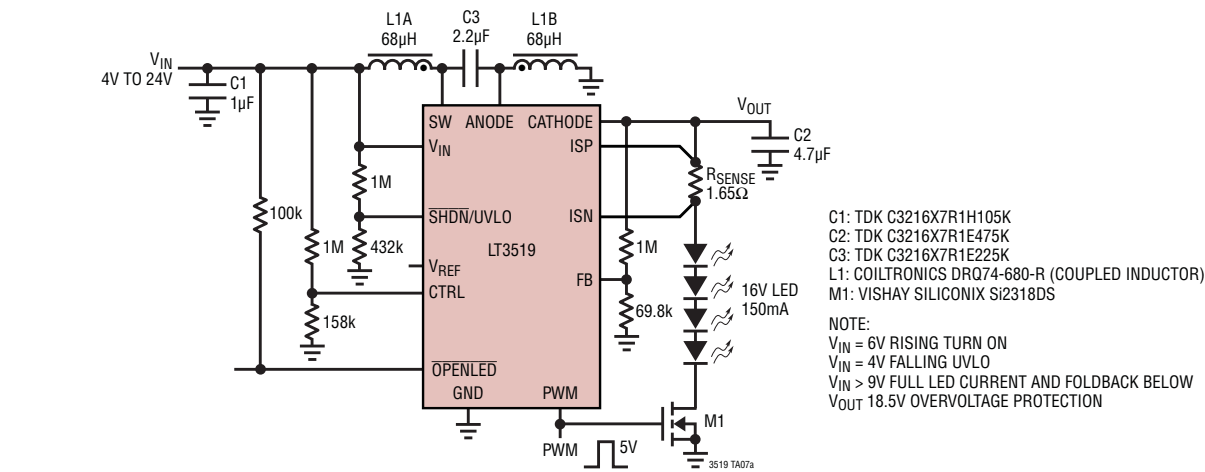 L1A
68µH
C3
2.2µF
L1B
68µH
VIN
4V TO 24V
C1
1µF
SW ANODE CATHODE
VOUT
C2
4.7µF
VIN
ISP
RSENSE
1.65Ω
1M
100k
SHDN/UVLO
ISN
1M
432k
LT3519
1M
VREF
CTRL
FB
16V LED
150mA
158k
69.8k
OPENLED
GND PWM
M1
PWM
5V
3519 TA07a
C1: TDK C3216X7R1H105K
C2: TDK C3216X7R1E475K
C3: TDK C3216X7R1E225K
L1: COILTRONICS DRQ74-680-R (COUPLED INDUCTOR)
M1: VISHAY SILICONIX Si2318DS
NOTE:
VIN = 6V RISING TURN ON
VIN = 4V FALLING UVLO
VIN > 9V FULL LED CURRENT AND FOLDBACK BELOW
VOUT 18.5V OVERVOLTAGE PROTECTION